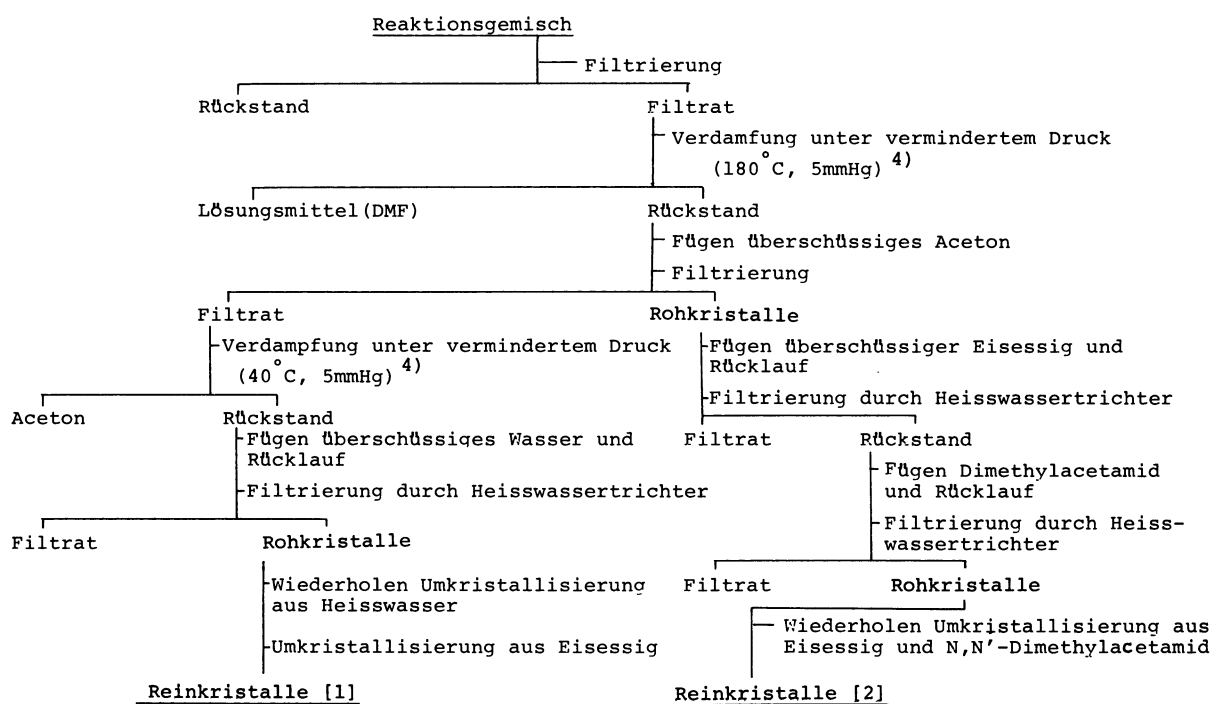 Reaktionsgemisch
Filtrierung
Rückstand
Filtrat
Verdamfung unter vermindertem Druck
(180°C, 5mmHg) 4)
Lösungsmittel(DMF)
Rückstand
Fügen überschüssiges Aceton
Filtrierung
Filtrat
Rohkristalle
Verdampfung unter vermindertem Druck
(40°C, 5mmHg) 4)
Fügen überschüssiger Eisessig und
Rücklauf
Filtrierung durch Heisswassertrichter
Aceton
Rückstand
Fügen überschüssiges Wasser und
Rücklauf
Filtrierung durch Heisswassertrichter
Filtrat
Rückstand
Fügen Dimethylacetamid
und Rücklauf
Filtrierung durch Heiss-
wassertrichter
Filtrat
Rohkristalle
Wiederholen Umkristallisierung
aus Heisswasser
Umkristallisierung aus Eisessig
Reinkristalle [1]
Filtrat
Rohkristalle
Wiederholen Umkristallisierung aus
Eisessig und N,N'-Dimethylacetamid
Reinkristalle [2]